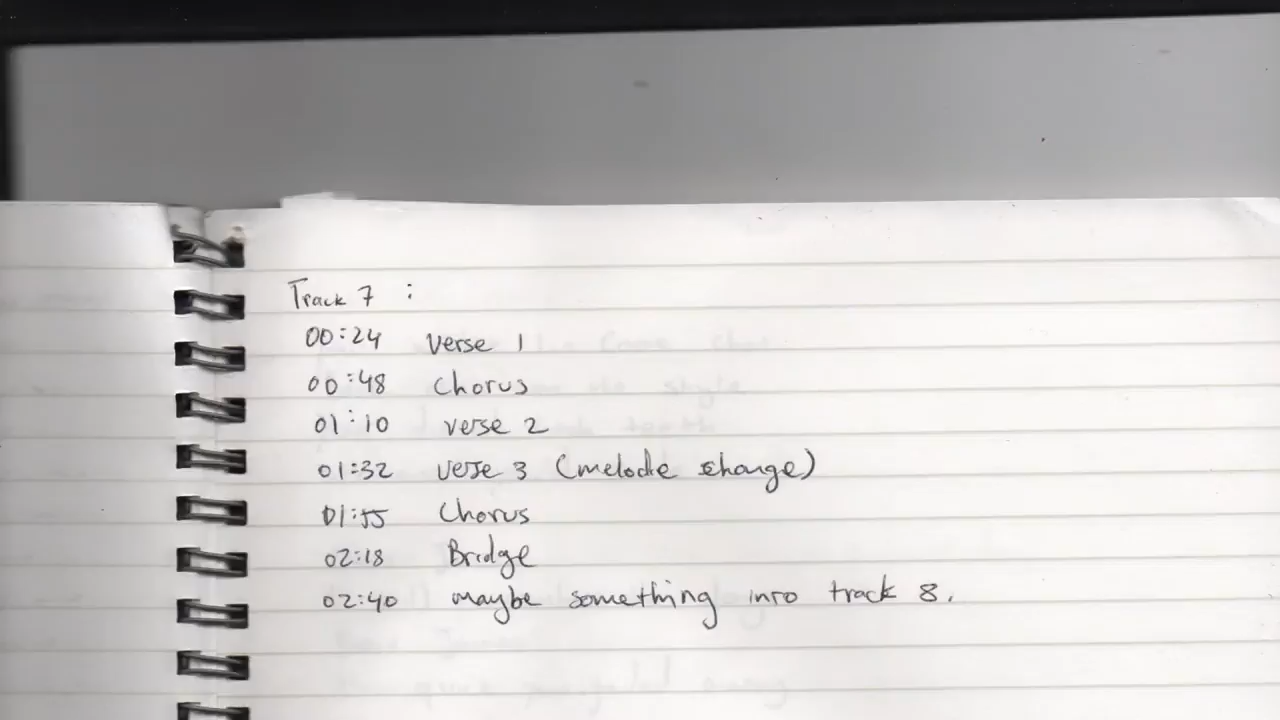 Track 7 :
00:24 verse 1
00:48 Chorus
01:10 verse 2
01:32 verse 3 (melodie change)
01:55 Chorus
02:18 Bridge
02:40 maybe something into track 8.